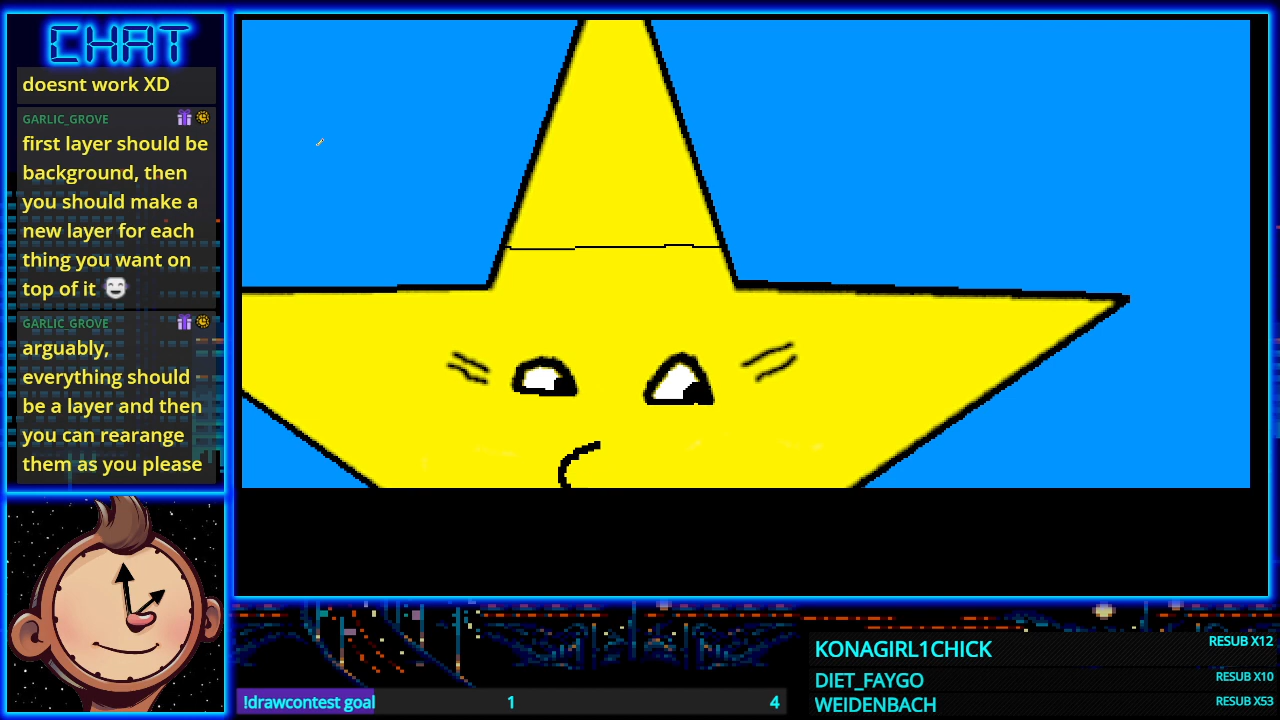 CHAT
doesnt work XD
GARLIC_GROVE
first layer should be
background, then
you should make a
new layer for each
thing you want on
top of it
GARLIC_GROVE
arguably,
everything should
be a layer and then
you can rearange
them as you please
KONAGIRL1CHICK RESUB X12
DIET_FAYGO RESUB X10
WEIDENBACH RESUB X53
!drawcontest goal 1 4